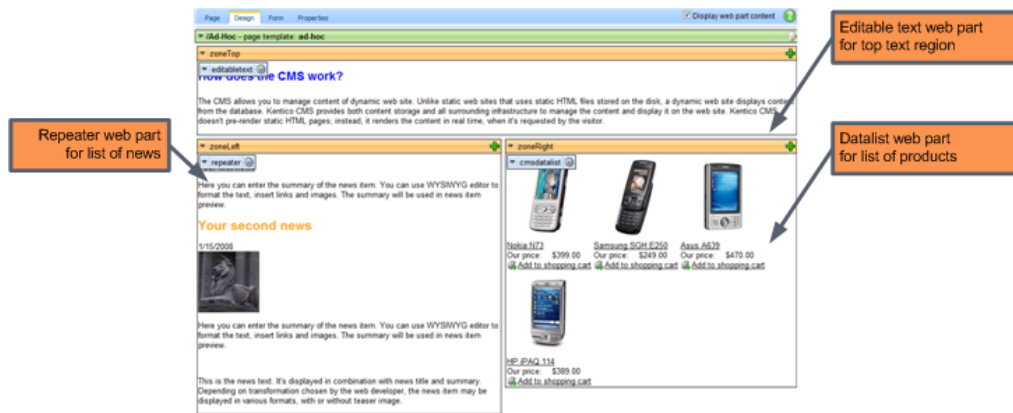 Page Design Form Properties Display web part content
/Ad-Hoc - page template: ad-hoc
zoneTop
editabletext
How does the CMS work?
The CMS allows you to manage content of dynamic web site. Unlike static web sites that uses static HTML files stored on the disk, a dynamic web site displays content
from the database. Kentico CMS provides both content storage and all surrounding infrastructure to manage the content and display it on the web site. Kentico CMS
doesn't pre-render static HTML pages; instead, it renders the content in real time, when it's requested by the visitor.
Editable text web part
for top text region
Repeater web part
for list of news
zoneLeft
repeater
Here you can enter the summary of the news item. You can use WYSIWYG editor to
format the text, insert links and images. The summary will be used in news item
preview.
Your second news
1/15/2008
Here you can enter the summary of the news item. You can use WYSIWYG editor to
format the text, insert links and images. The summary will be used in news item
preview.
This is the news text. It's displayed in combination with news title and summary.
Depending on transformation chosen by the web developer, the news item may be
displayed in various formats, with or without teaser image.
zoneRight
cmsdatalist
Nokia N73 Samsung SGH E250 Asus A639
Our price: $399.00 Our price: $249.00 Our price: $470.00
Add to shopping cart Add to shopping cart Add to shopping cart
HP iPAQ 114
Our price: $389.00
Add to shopping cart
Datalist web part
for list of products